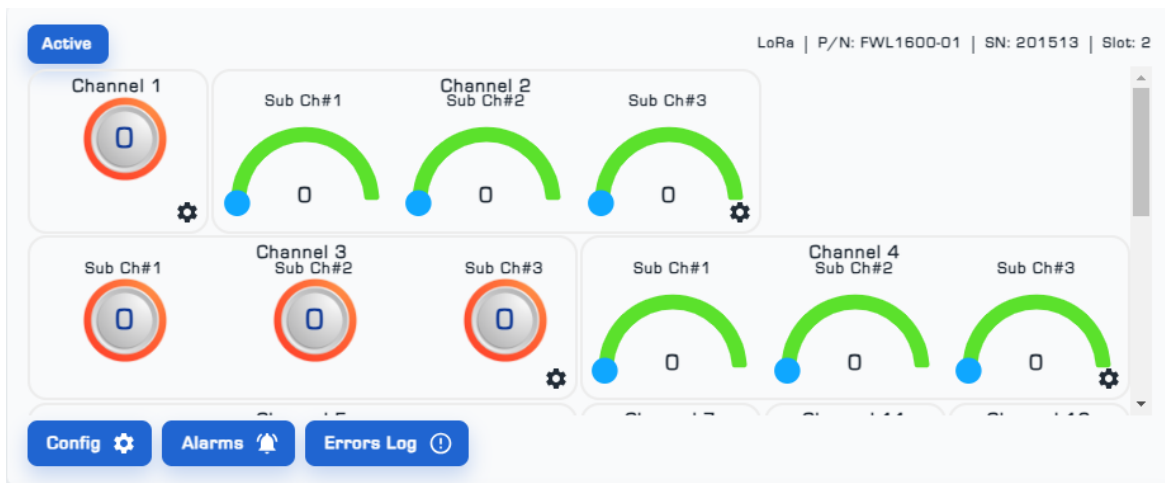 Active
LoRa | P/N: FWL1600-01 | SN: 201513 | Slot: 2
Channel 1
0
Channel 2
Sub Ch#1 Sub Ch#2 Sub Ch#3
0 0 0
Channel 3
Sub Ch#1 Sub Ch#2 Sub Ch#3
0 0 0
Channel 4
Sub Ch#1 Sub Ch#2 Sub Ch#3
0 0 0
Config
Alarms
Errors Log